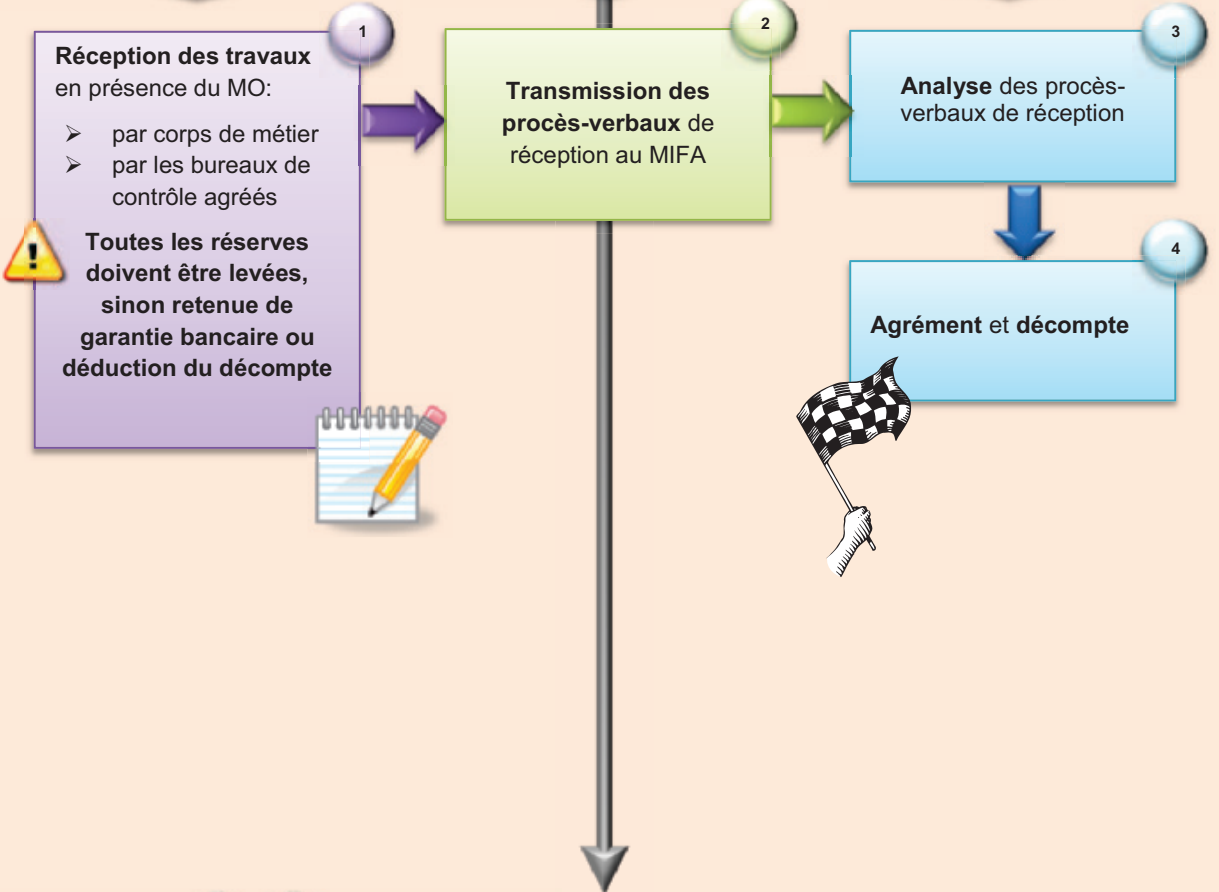 1
Réception des travaux
en présence du MO:
➢ par corps de métier
➢ par les bureaux de
contrôle agréés
Toutes les réserves
doivent être levées,
sinon retenue de
garantie bancaire ou
déduction du décompte
2
Transmission des
procès-verbaux de
réception au MIFA
3
Analyse des procès-
verbaux de réception
4
Agrément et décompte